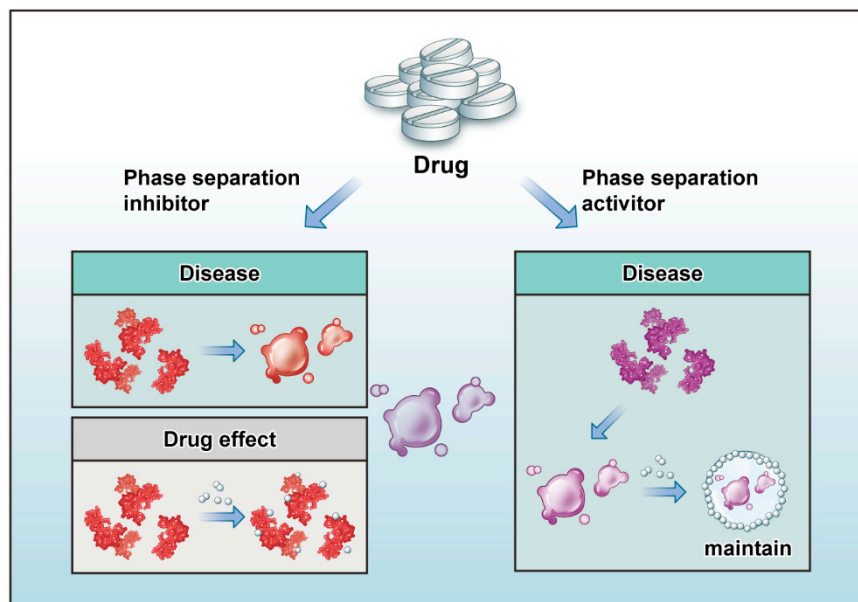 Drug
Phase separation
inhibitor
Phase separation
activitor
Disease
Drug effect
Disease
maintain